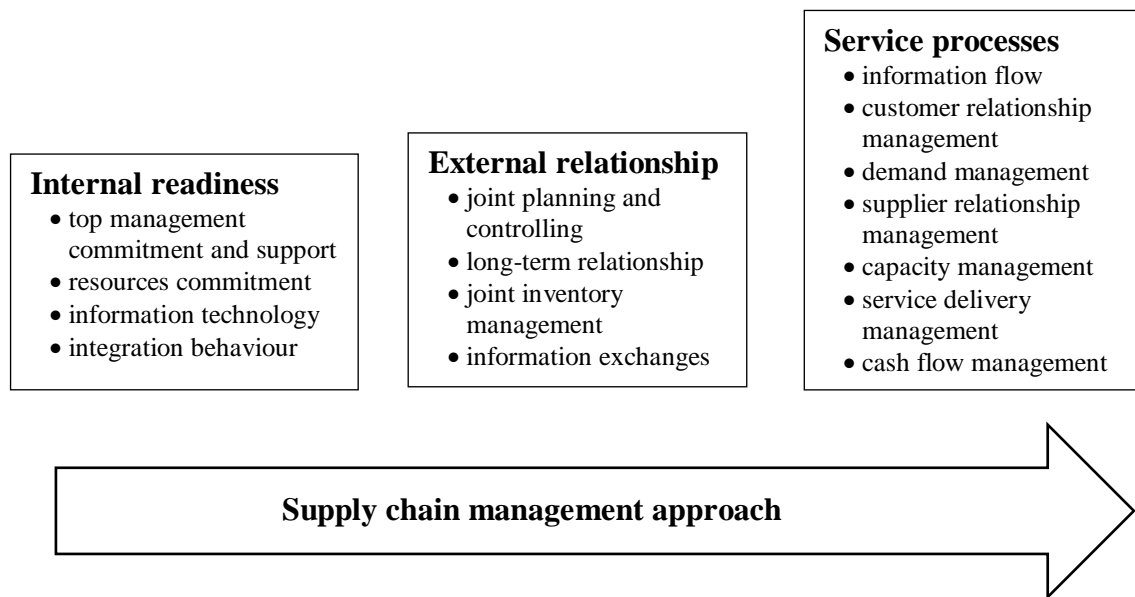 Internal readiness
• top management
commitment and support
• resources commitment
• information technology
• integration behaviour
External relationship
• joint planning and
controlling
• long-term relationship
• joint inventory
management
• information exchanges
Service processes
• information flow
• customer relationship
management
• demand management
• supplier relationship
management
• capacity management
• service delivery
management
• cash flow management
Supply chain management approach